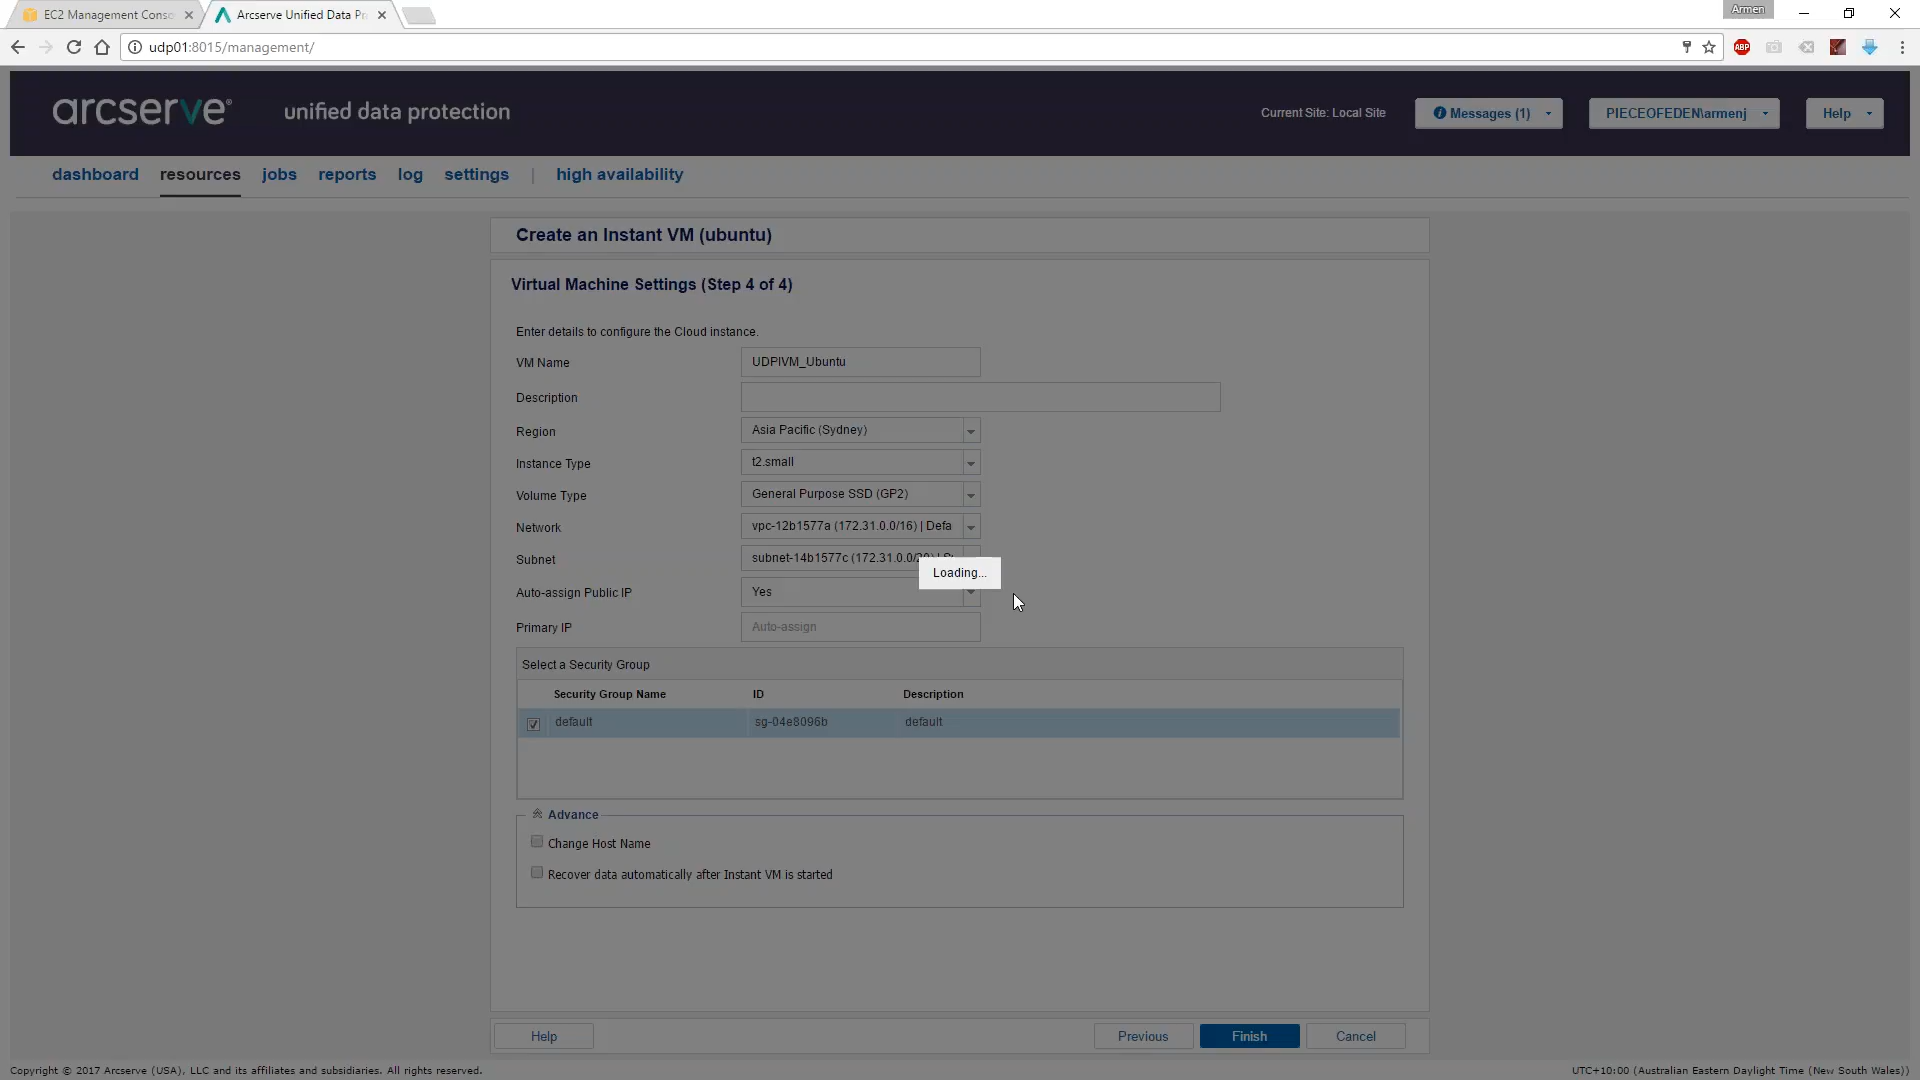 EC2 Management Conso
Arcserve Unified Data Pr
Armen
udp01:8015/management/
ABP
arcserve® unified data protection
Current Site: Local Site
Messages (1)
PIECEOFEDEN\armenj
Help
dashboard resources jobs reports log settings | high availability
Create an Instant VM (ubuntu)
Virtual Machine Settings (Step 4 of 4)
Enter details to configure the Cloud instance.
VM Name UDPIVM_Ubuntu
Description
Region Asia Pacific (Sydney)
Instance Type t2.small
Volume Type General Purpose SSD (GP2)
Network vpc-12b1577a (172.31.0.0/16) | Defa
Subnet subnet-14b1577c (172.31.0.0/
Loading...
Auto-assign Public IP Yes
Primary IP Auto-assign
Select a Security Group
Security Group Name ID Description
default sg-04e8096b default
Advance
Change Host Name
Recover data automatically after Instant VM is started
Help Previous Finish Cancel
Copyright © 2017 Arcserve (USA), LLC and its affiliates and subsidiaries. All rights reserved.
UTC+10:00 (Australian Eastern Daylight Time (New South Wales))